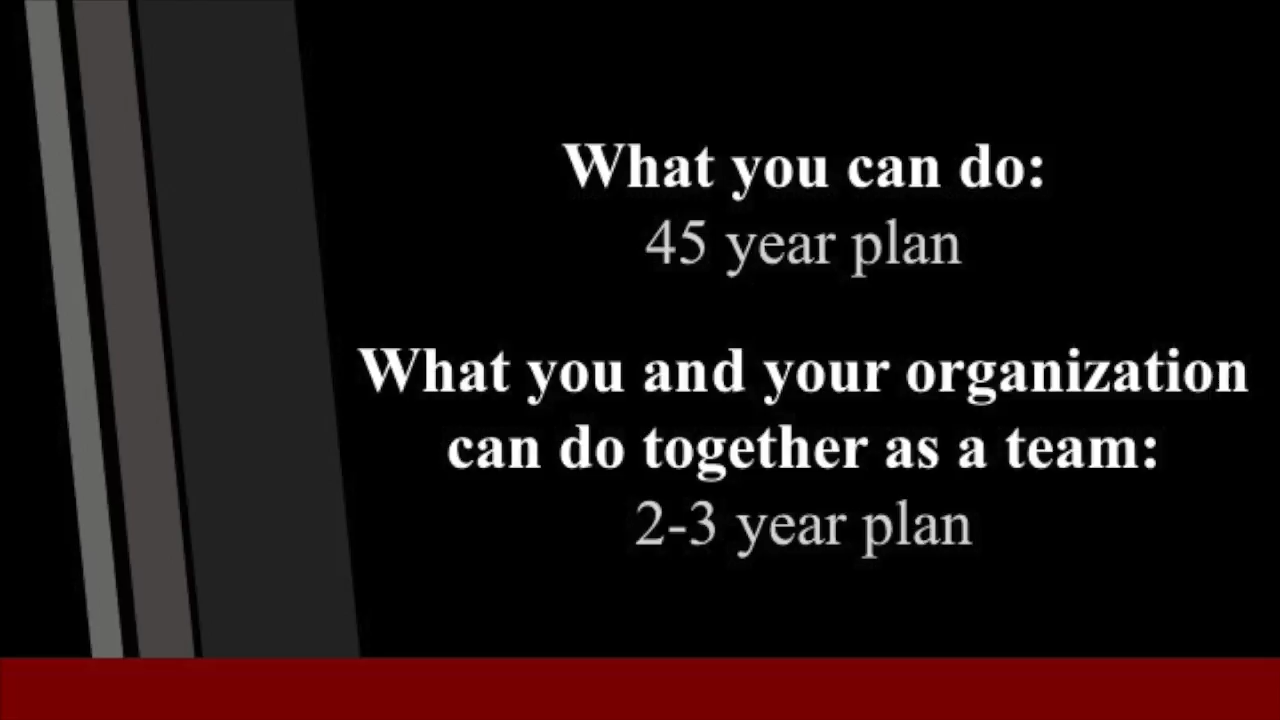 What you can do:
45 year plan
What you and your organization
can do together as a team:
2-3 year plan